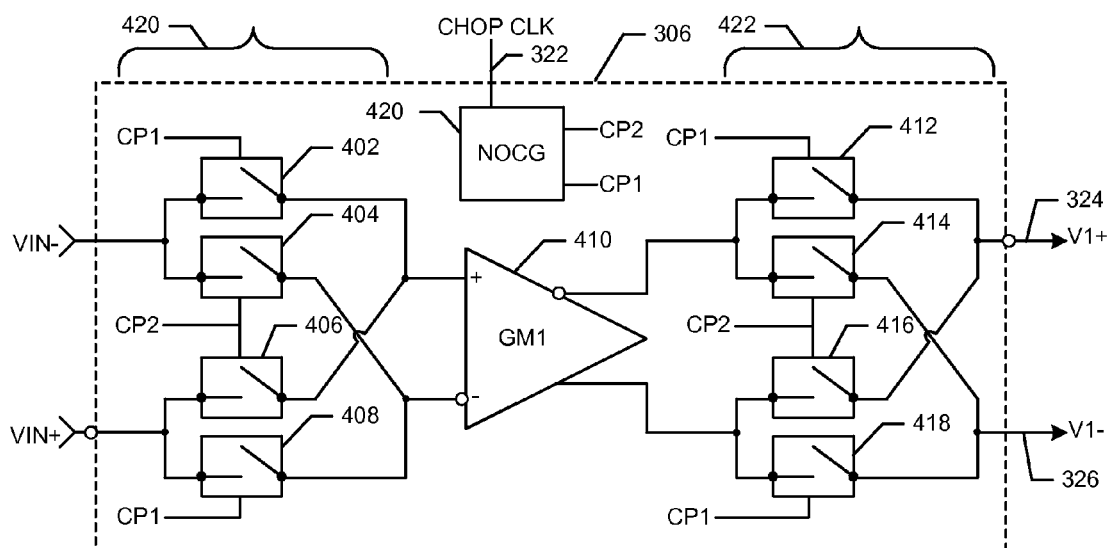 420
CHOP CLK
306
422
322
CP1
402
420
NOCG
CP2
CP1
CP1
412
VIN-
404
410
414
324
V1+
+
CP2
406
GM1
CP2
416
-
VIN+
408
418
V1-
326
CP1
CP1